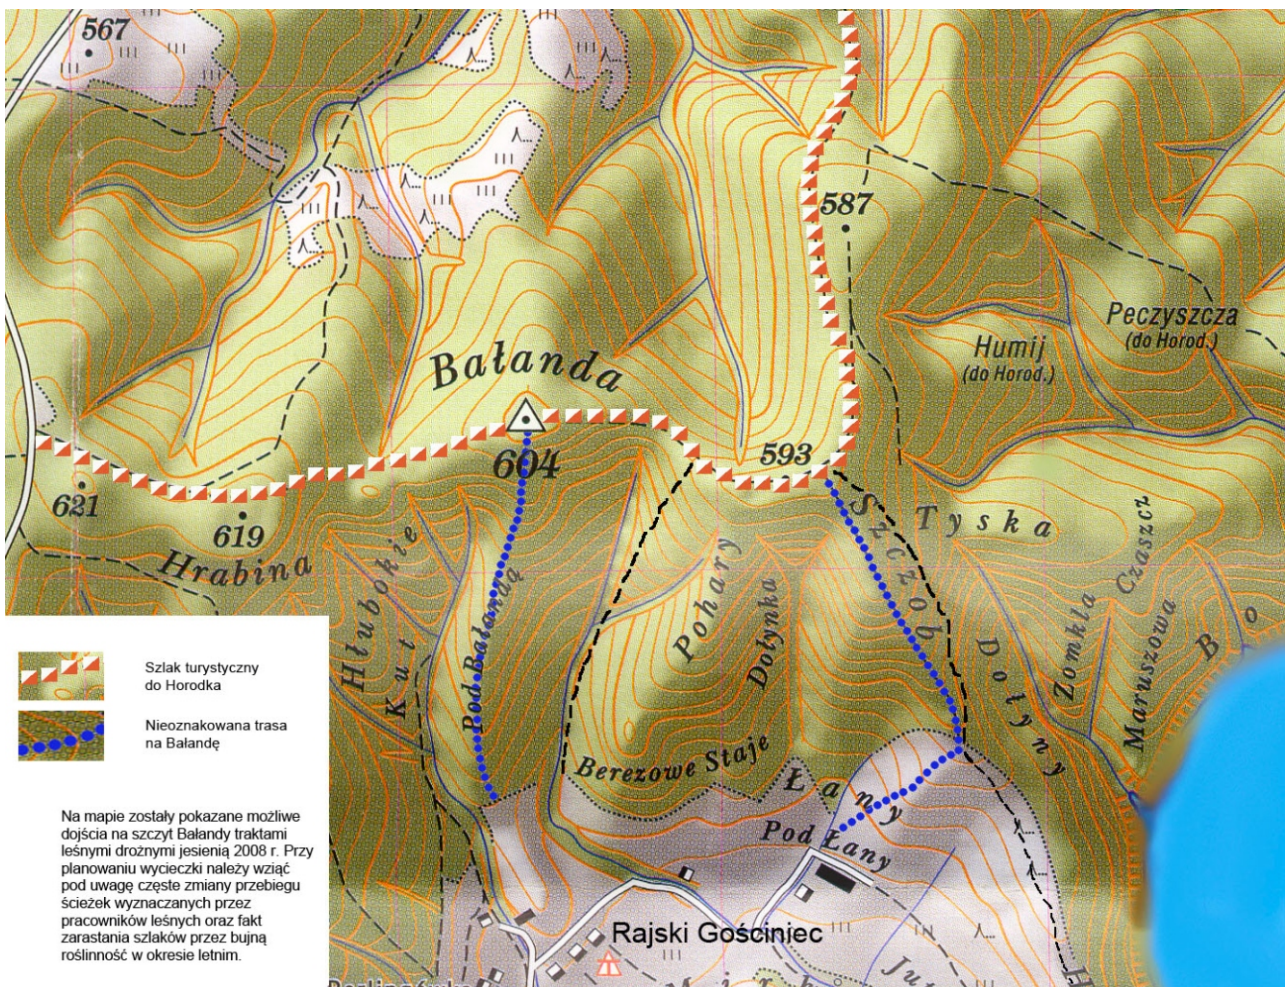 567
587
Peczyszcza
(do Horod.)
Humij
(do Horod.)
Bałanda
604
593
621
619
Hrabina
Szczob
Tyska
Czaszcz
Hłubokie
Kut
Pod Bałandą
Pohary
Dołynka
Dołyny
Zomkla
Maruszowa
Bo
Berezowe Staje
Łany
Pod Łany
Rajski Gościniec
Szlak turystyczny
do Horodka
Nieoznakowana trasa
na Bałandę
Na mapie zostały pokazane możliwe
dojścia na szczyt Bałandy traktami
leśnymi drożnymi jesienią 2008 r. Przy
planowaniu wycieczki należy wziąć
pod uwagę częste zmiany przebiegu
ścieżek wyznaczanych przez
pracowników leśnych oraz fakt
zarastania szlaków przez bujną
roślinność w okresie letnim.